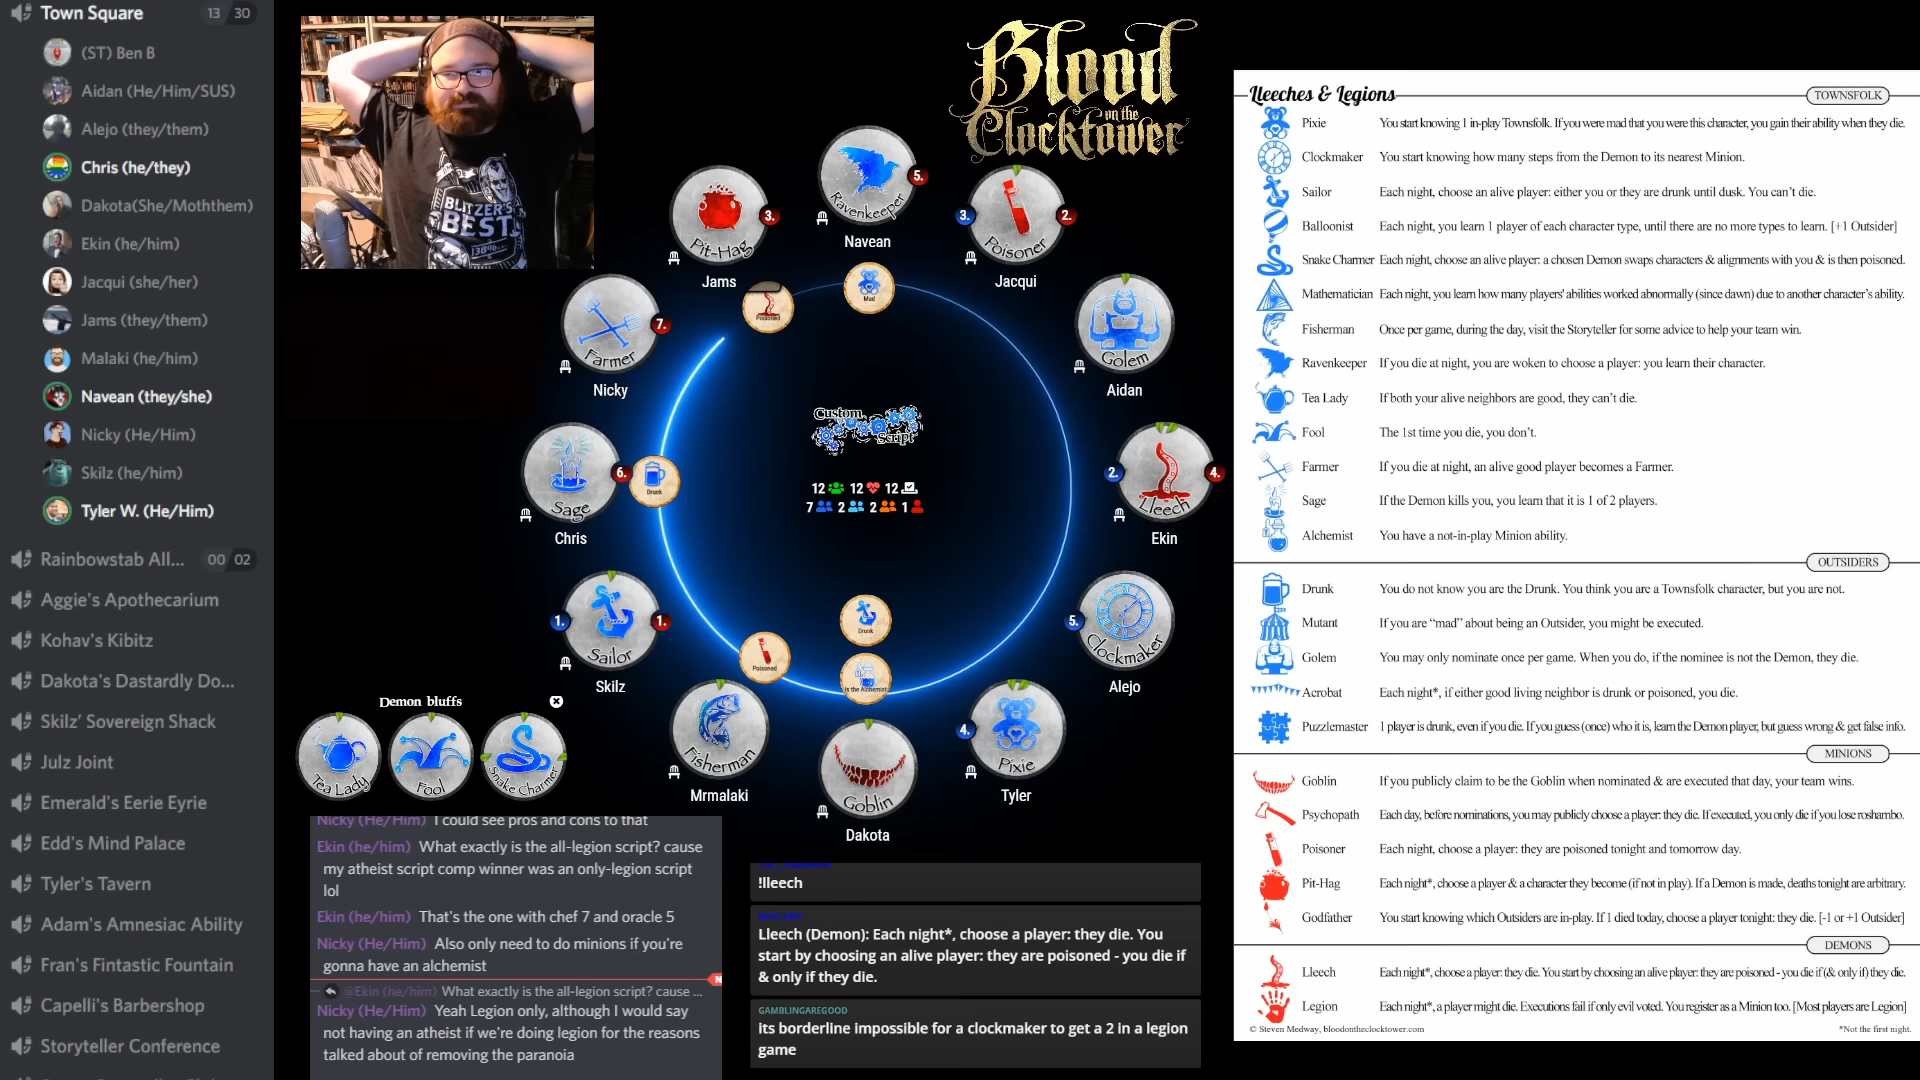 Town Square
13 30
(ST) Ben B
Aidan (He/Him/SUS)
Alejo (they/them)
Chris (he/they)
Dakota(She/Moththem)
Ekin (he/him)
Jacqui (she/her)
Jams (they/them)
Malaki (he/him)
Navean (they/she)
Nicky (He/Him)
Skilz (he/him)
Tyler W. (He/Him)
Rainbowstab All... 00 02
Aggie's Apothecarium
Kohav's Kibitz
Dakota's Dastardly Do...
Skilz' Sovereign Shack
Julz Joint
Emerald's Eerie Eyrie
Edd's Mind Palace
Tyler's Tavern
Adam's Amnesiac Ability
Fran's Fintastic Fountain
Capelli's Barbershop
Storyteller Conference
BLITZER'S
BEST
Blood
on the
Clocktower
Ravenkeeper
5.
Navean
Mad
Pit-Hag
3.
Jams
Poisoned
Poisoner
3.
2.
Jacqui
Farmer
7.
Nicky
Golem
Aidan
Sage
6.
Chris
Drunk
Lleech
2.
4.
Ekin
Custom
Script
12 12 12
7 2 2 1
Sailor
1.
1.
Skilz
Clockmaker
5.
Alejo
Drunk
Poisoned
Is the Alchemist
Fisherman
Mrmalaki
Goblin
Dakota
Pixie
4.
Tyler
Demon bluffs
Tea Lady
Fool
Snake Charmer
Nicky (He/Him) I could see pros and cons to that
Ekin (he/him) What exactly is the all-legion script? cause
my atheist script comp winner was an only-legion script
lol
Ekin (he/him) That's the one with chef 7 and oracle 5
Nicky (He/Him) Also only need to do minions if you're
gonna have an alchemist
@Ekin (he/him) What exactly is the all-legion script? cause ...
Nicky (He/Him) Yeah Legion only, although I would say
not having an atheist if we're doing legion for the reasons
talked about of removing the paranoia
!lleech
Lleech (Demon): Each night*, choose a player: they die. You
start by choosing an alive player: they are poisoned - you die if
& only if they die.
GAMBLINGAREGOOD
its borderline impossible for a clockmaker to get a 2 in a legion
game
Lleeches & Legions
TOWNSFOLK
Pixie You start knowing 1 in-play Townsfolk. If you were mad that you were this character, you gain their ability when they die.
Clockmaker You start knowing how many steps from the Demon to its nearest Minion.
Sailor Each night, choose an alive player: either you or they are drunk until dusk. You can't die.
Balloonist Each night, you learn 1 player of each character type, until there are no more types to learn. [+1 Outsider]
Snake Charmer Each night, choose an alive player: a chosen Demon swaps characters & alignments with you & is then poisoned.
Mathematician Each night, you learn how many players' abilities worked abnormally (since dawn) due to another character's ability.
Fisherman Once per game, during the day, visit the Storyteller for some advice to help your team win.
Ravenkeeper If you die at night, you are woken to choose a player: you learn their character.
Tea Lady If both your alive neighbors are good, they can't die.
Fool The 1st time you die, you don't.
Farmer If you die at night, an alive good player becomes a Farmer.
Sage If the Demon kills you, you learn that it is 1 of 2 players.
Alchemist You have a not-in-play Minion ability.
OUTSIDERS
Drunk You do not know you are the Drunk. You think you are a Townsfolk character, but you are not.
Mutant If you are “mad” about being an Outsider, you might be executed.
Golem You may only nominate once per game. When you do, if the nominee is not the Demon, they die.
Acrobat Each night*, if either good living neighbor is drunk or poisoned, you die.
Puzzlemaster 1 player is drunk, even if you die. If you guess (once) who it is, learn the Demon player, but guess wrong & get false info.
MINIONS
Goblin If you publicly claim to be the Goblin when nominated & are executed that day, your team wins.
Psychopath Each day, before nominations, you may publicly choose a player: they die. If executed, you only die if you lose roshambo.
Poisoner Each night, choose a player: they are poisoned tonight and tomorrow day.
Pit-Hag Each night*, choose a player & a character they become (if not in play). If a Demon is made, deaths tonight are arbitrary.
Godfather You start knowing which Outsiders are in-play. If 1 died today, choose a player tonight: they die. [-1 or +1 Outsider]
DEMONS
Lleech Each night*, choose a player: they die. You start by choosing an alive player: they are poisoned - you die if (& only if) they die.
Legion Each night*, a player might die. Executions fail if only evil voted. You register as a Minion too. [Most players are Legion]
© Steven Medway, bloodontheclocktower.com
*Not the first night.